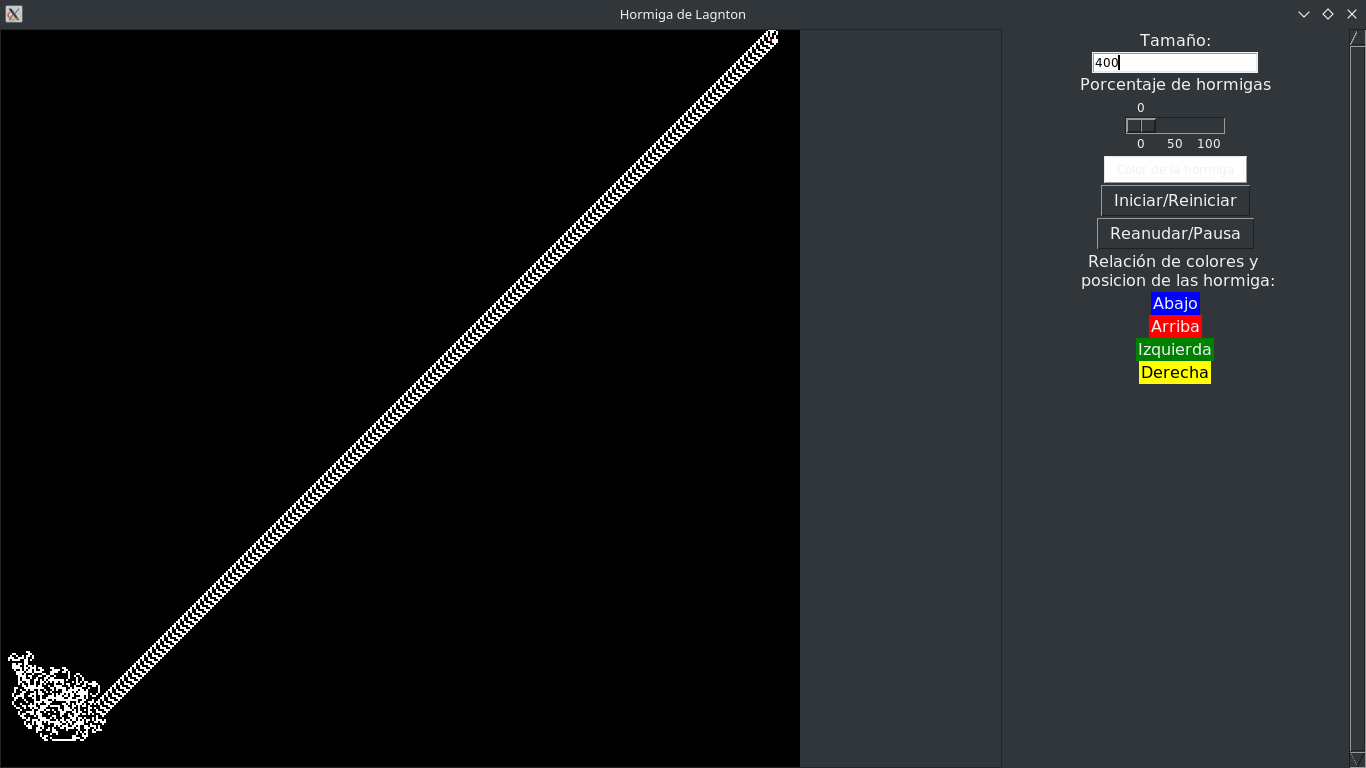 Hormiga de Lagnton
Tamaño:
400
Porcentaje de hormigas
0
0 50 100
Color de la hormiga
Iniciar/Reiniciar
Reanudar/Pausa
Relación de colores y
posicion de las hormiga:
Abajo
Arriba
Izquierda
Derecha